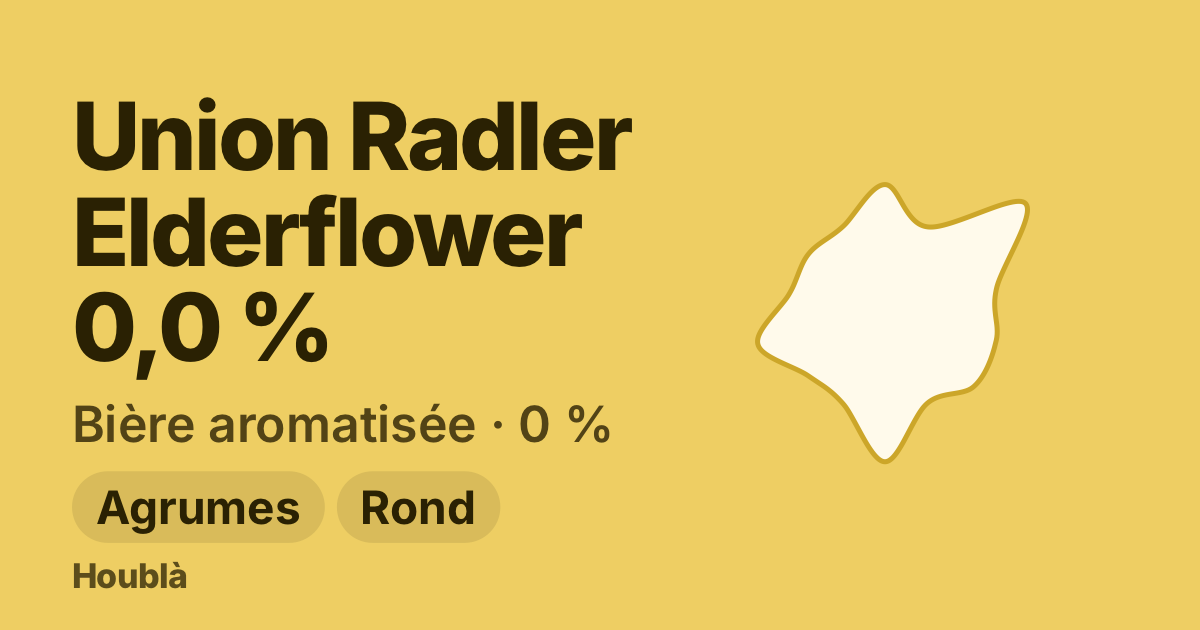 Union Radler
Elderflower
0,0 %
Bière aromatisée · 0 %
Agrumes Rond
Houblà